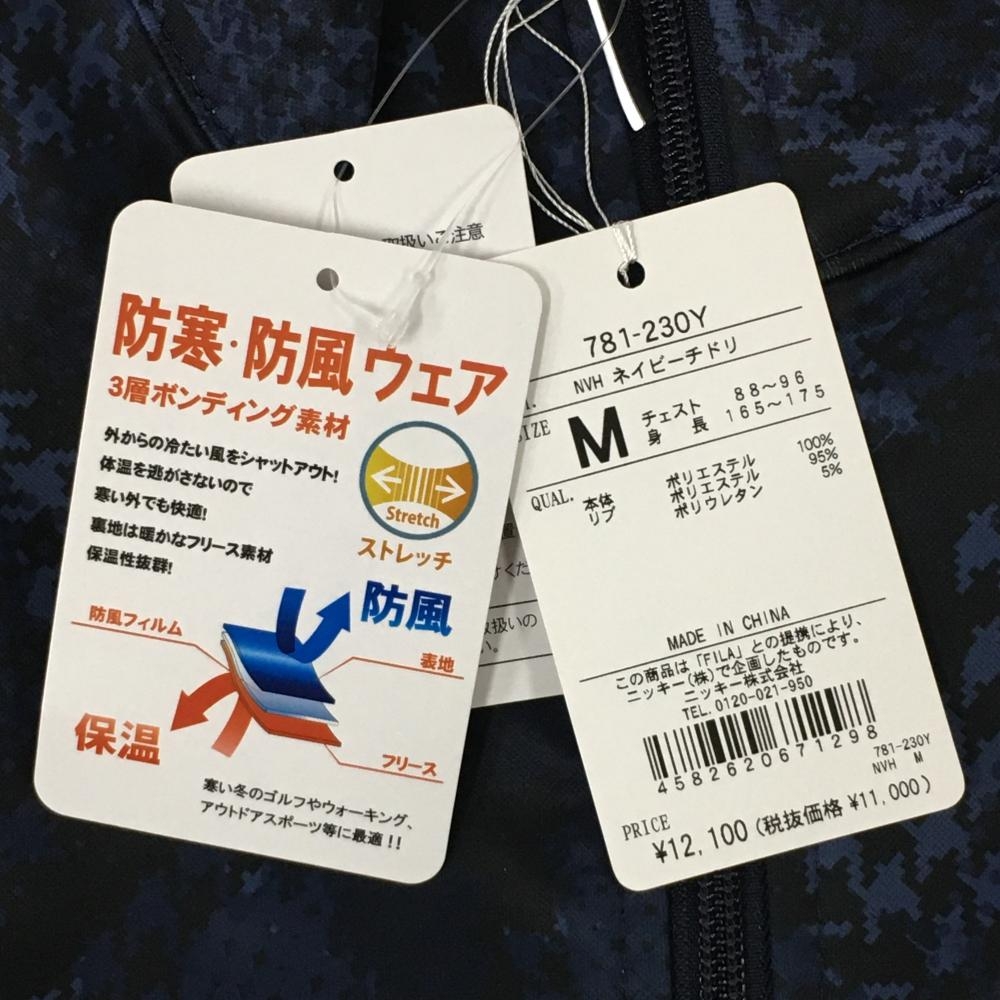 取扱いご注意
防寒・防風ウェア
3層ボンディング素材
外からの冷たい風をシャットアウト!
体温を逃がさないので
寒い外でも快適!
裏地は暖かなフリース素材
保温性抜群!
Stretch
ストレッチ
防風フィルム
防風
表地
保温
フリース
寒い冬のゴルフやウォーキング、
アウトドアスポーツ等に最適!!
取扱いの
781-230Y
NVH ネイビーチドリ
SIZE M チェスト 88～96
身長 165～175
QUAL. 本体 ポリエステル 100%
リブ ポリエステル 95%
ポリウレタン 5%
MADE IN CHINA
この商品は「FILA」との提携により、
ニッキー(株)で企画したものです。
ニッキー株式会社
TEL.0120-021-950
4582620671298
781-230Y
NVH M
PRICE
¥12,100(税抜価格 ¥11,000)